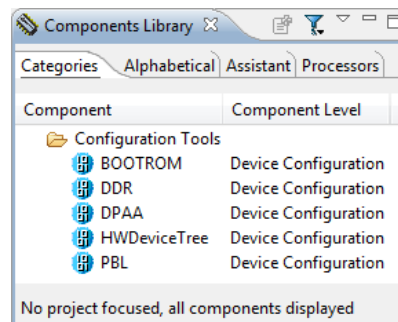 Components Library
Categories Alphabetical Assistant Processors
Component Component Level
Configuration Tools
BOOTROM Device Configuration
DDR Device Configuration
DPAA Device Configuration
HWDeviceTree Device Configuration
PBL Device Configuration
No project focused, all components displayed